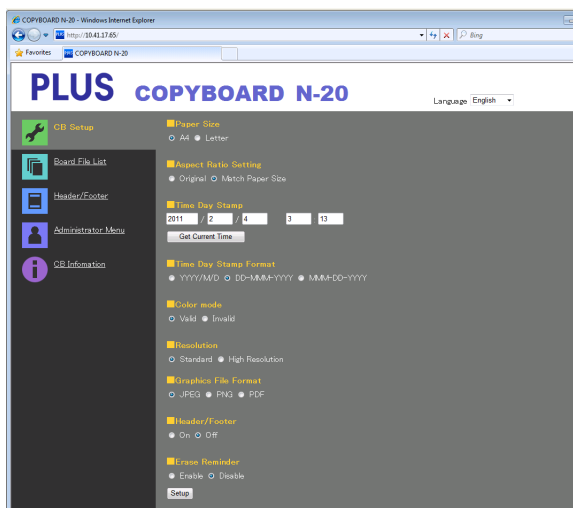 COPYBOARD N-20 - Windows Internet Explorer
http://10.41.17.65/
Bing
Favorites
COPYBOARD N-20
PLUS COPYBOARD N-20
Language English
CB Setup
Board File List
Header/Footer
Administrator Menu
CB Infomation
Paper Size
A4 Letter
Aspect Ratio Setting
Original Match Paper Size
Time Day Stamp
2011 / 2 / 4 3 13
Get Current Time
Time Day Stamp Format
YYYY/M/D DD-MMM-YYYY MMM-DD-YYYY
Color mode
Valid Invalid
Resolution
Standard High Resolution
Graphics File Format
JPEG PNG PDF
Header/Footer
On Off
Erase Reminder
Enable Disable
Setup